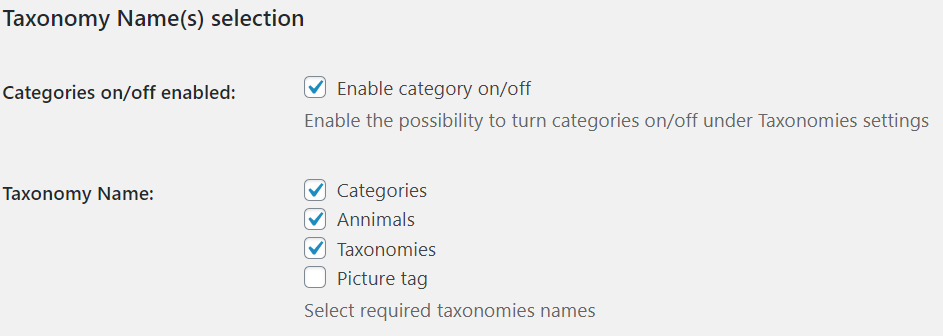 Taxonomy Name(s) selection
Categories on/off enabled:
Enable category on/off
Enable the possibility to turn categories on/off under Taxonomies settings
Taxonomy Name:
Categories
Annimals
Taxonomies
Picture tag
Select required taxonomies names